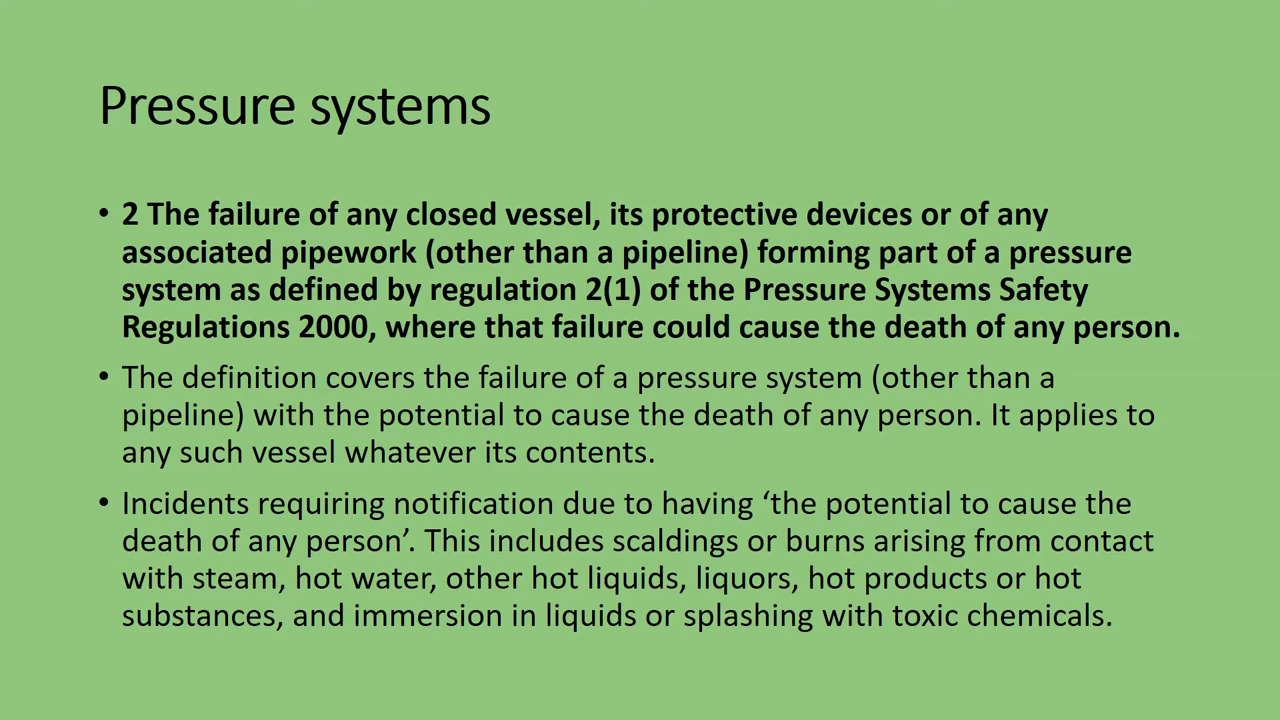 Pressure systems
• 2 The failure of any closed vessel, its protective devices or of any
associated pipework (other than a pipeline) forming part of a pressure
system as defined by regulation 2(1) of the Pressure Systems Safety
Regulations 2000, where that failure could cause the death of any person.
• The definition covers the failure of a pressure system (other than a
pipeline) with the potential to cause the death of any person. It applies to
any such vessel whatever its contents.
• Incidents requiring notification due to having ‘the potential to cause the
death of any person’. This includes scaldings or burns arising from contact
with steam, hot water, other hot liquids, liquors, hot products or hot
substances, and immersion in liquids or splashing with toxic chemicals.